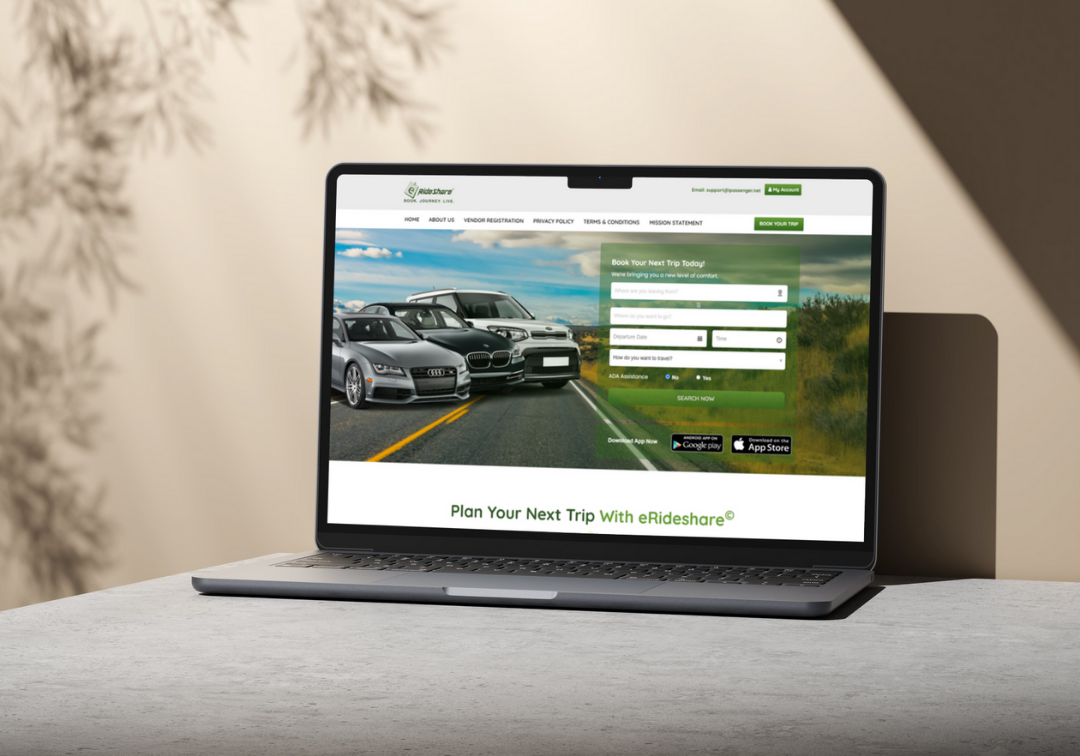 e RideShare
BOOK. JOURNEY. LIVE.
Email: support@ipassenger.net
My Account
HOME ABOUT US VENDOR REGISTRATION PRIVACY POLICY TERMS & CONDITIONS MISSION STATEMENT
BOOK YOUR TRIP
Book Your Next Trip Today!
We're bringing you a new level of comfort.
Where are you leaving from?
Where do you want to go?
Departure Date
Time
How do you want to travel?
ADA Assistance No Yes
SEARCH NOW
Download App Now
ANDROID APP ON
Google play
Download on the
App Store
Plan Your Next Trip With eRideshare©